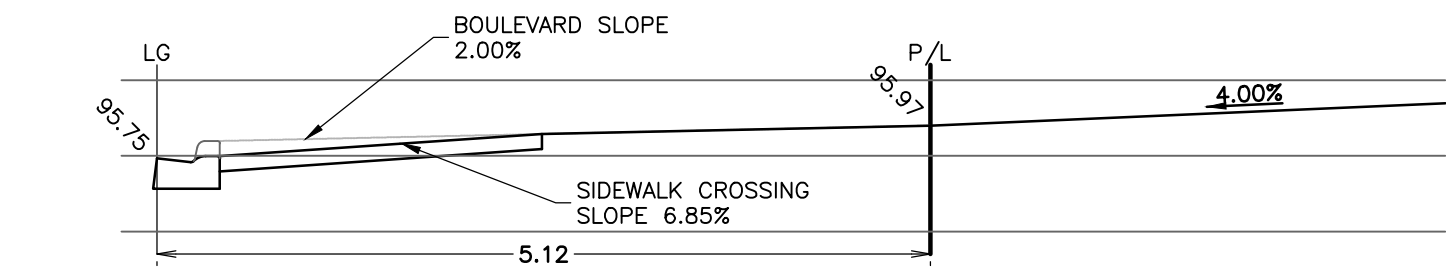 BOULEVARD SLOPE
2.00%
LG
P/L
95.75
95.97
4.00%
SIDEWALK CROSSING
SLOPE 6.85%
5.12